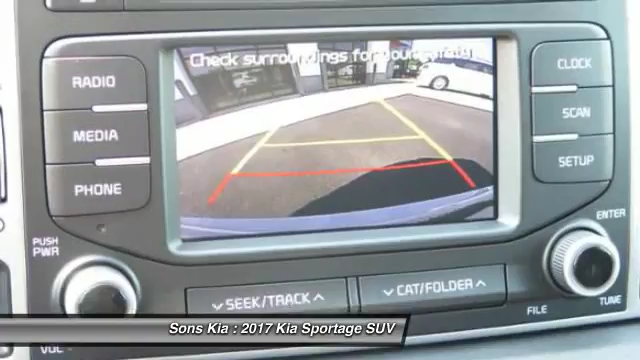 Check surroundings for your safety
RADIO
MEDIA
PHONE
CLOCK
SCAN
SETUP
PUSH
PWR
ENTER
∨ SEEK/TRACK ∧
∨ CAT/FOLDER ∧
FILE
TUNE
VOL
Sons Kia : 2017 Kia Sportage SUV